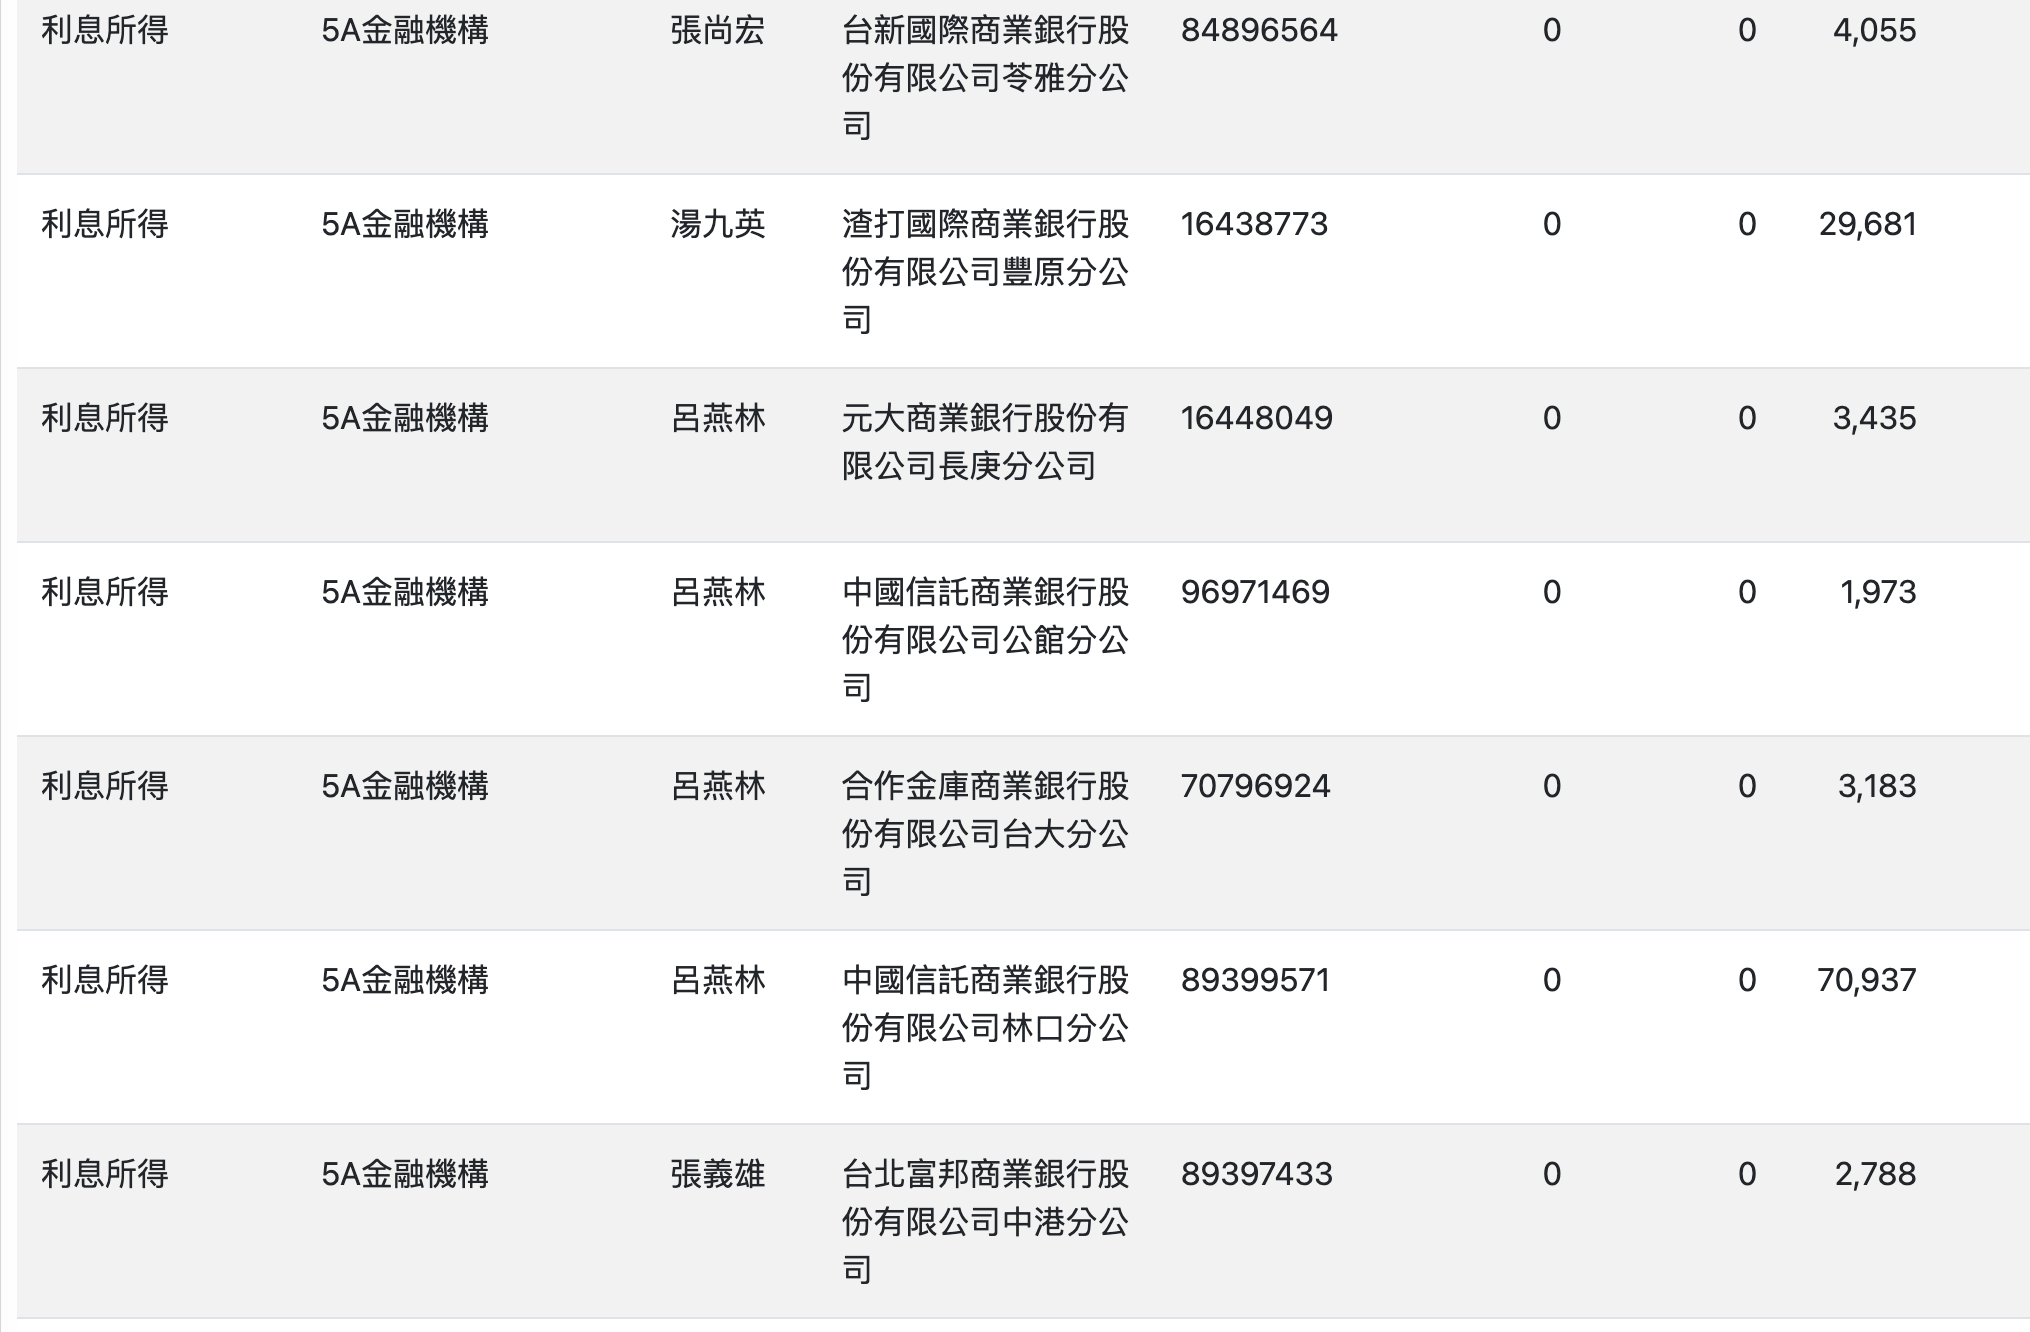 利息所得 5A金融機構 張尚宏 台新國際商業銀行股 84896564 0 0 4,055
份有限公司苓雅分公
司
利息所得 5A金融機構 湯九英 渣打國際商業銀行股 16438773 0 0 29,681
份有限公司豐原分公
司
利息所得 5A金融機構 呂燕林 元大商業銀行股份有 16448049 0 0 3,435
限公司長庚分公司
利息所得 5A金融機構 呂燕林 中國信託商業銀行股 96971469 0 0 1,973
份有限公司公館分公
司
利息所得 5A金融機構 呂燕林 合作金庫商業銀行股 70796924 0 0 3,183
份有限公司台大分公
司
利息所得 5A金融機構 呂燕林 中國信託商業銀行股 89399571 0 0 70,937
份有限公司林口分公
司
利息所得 5A金融機構 張義雄 台北富邦商業銀行股 89397433 0 0 2,788
份有限公司中港分公
司